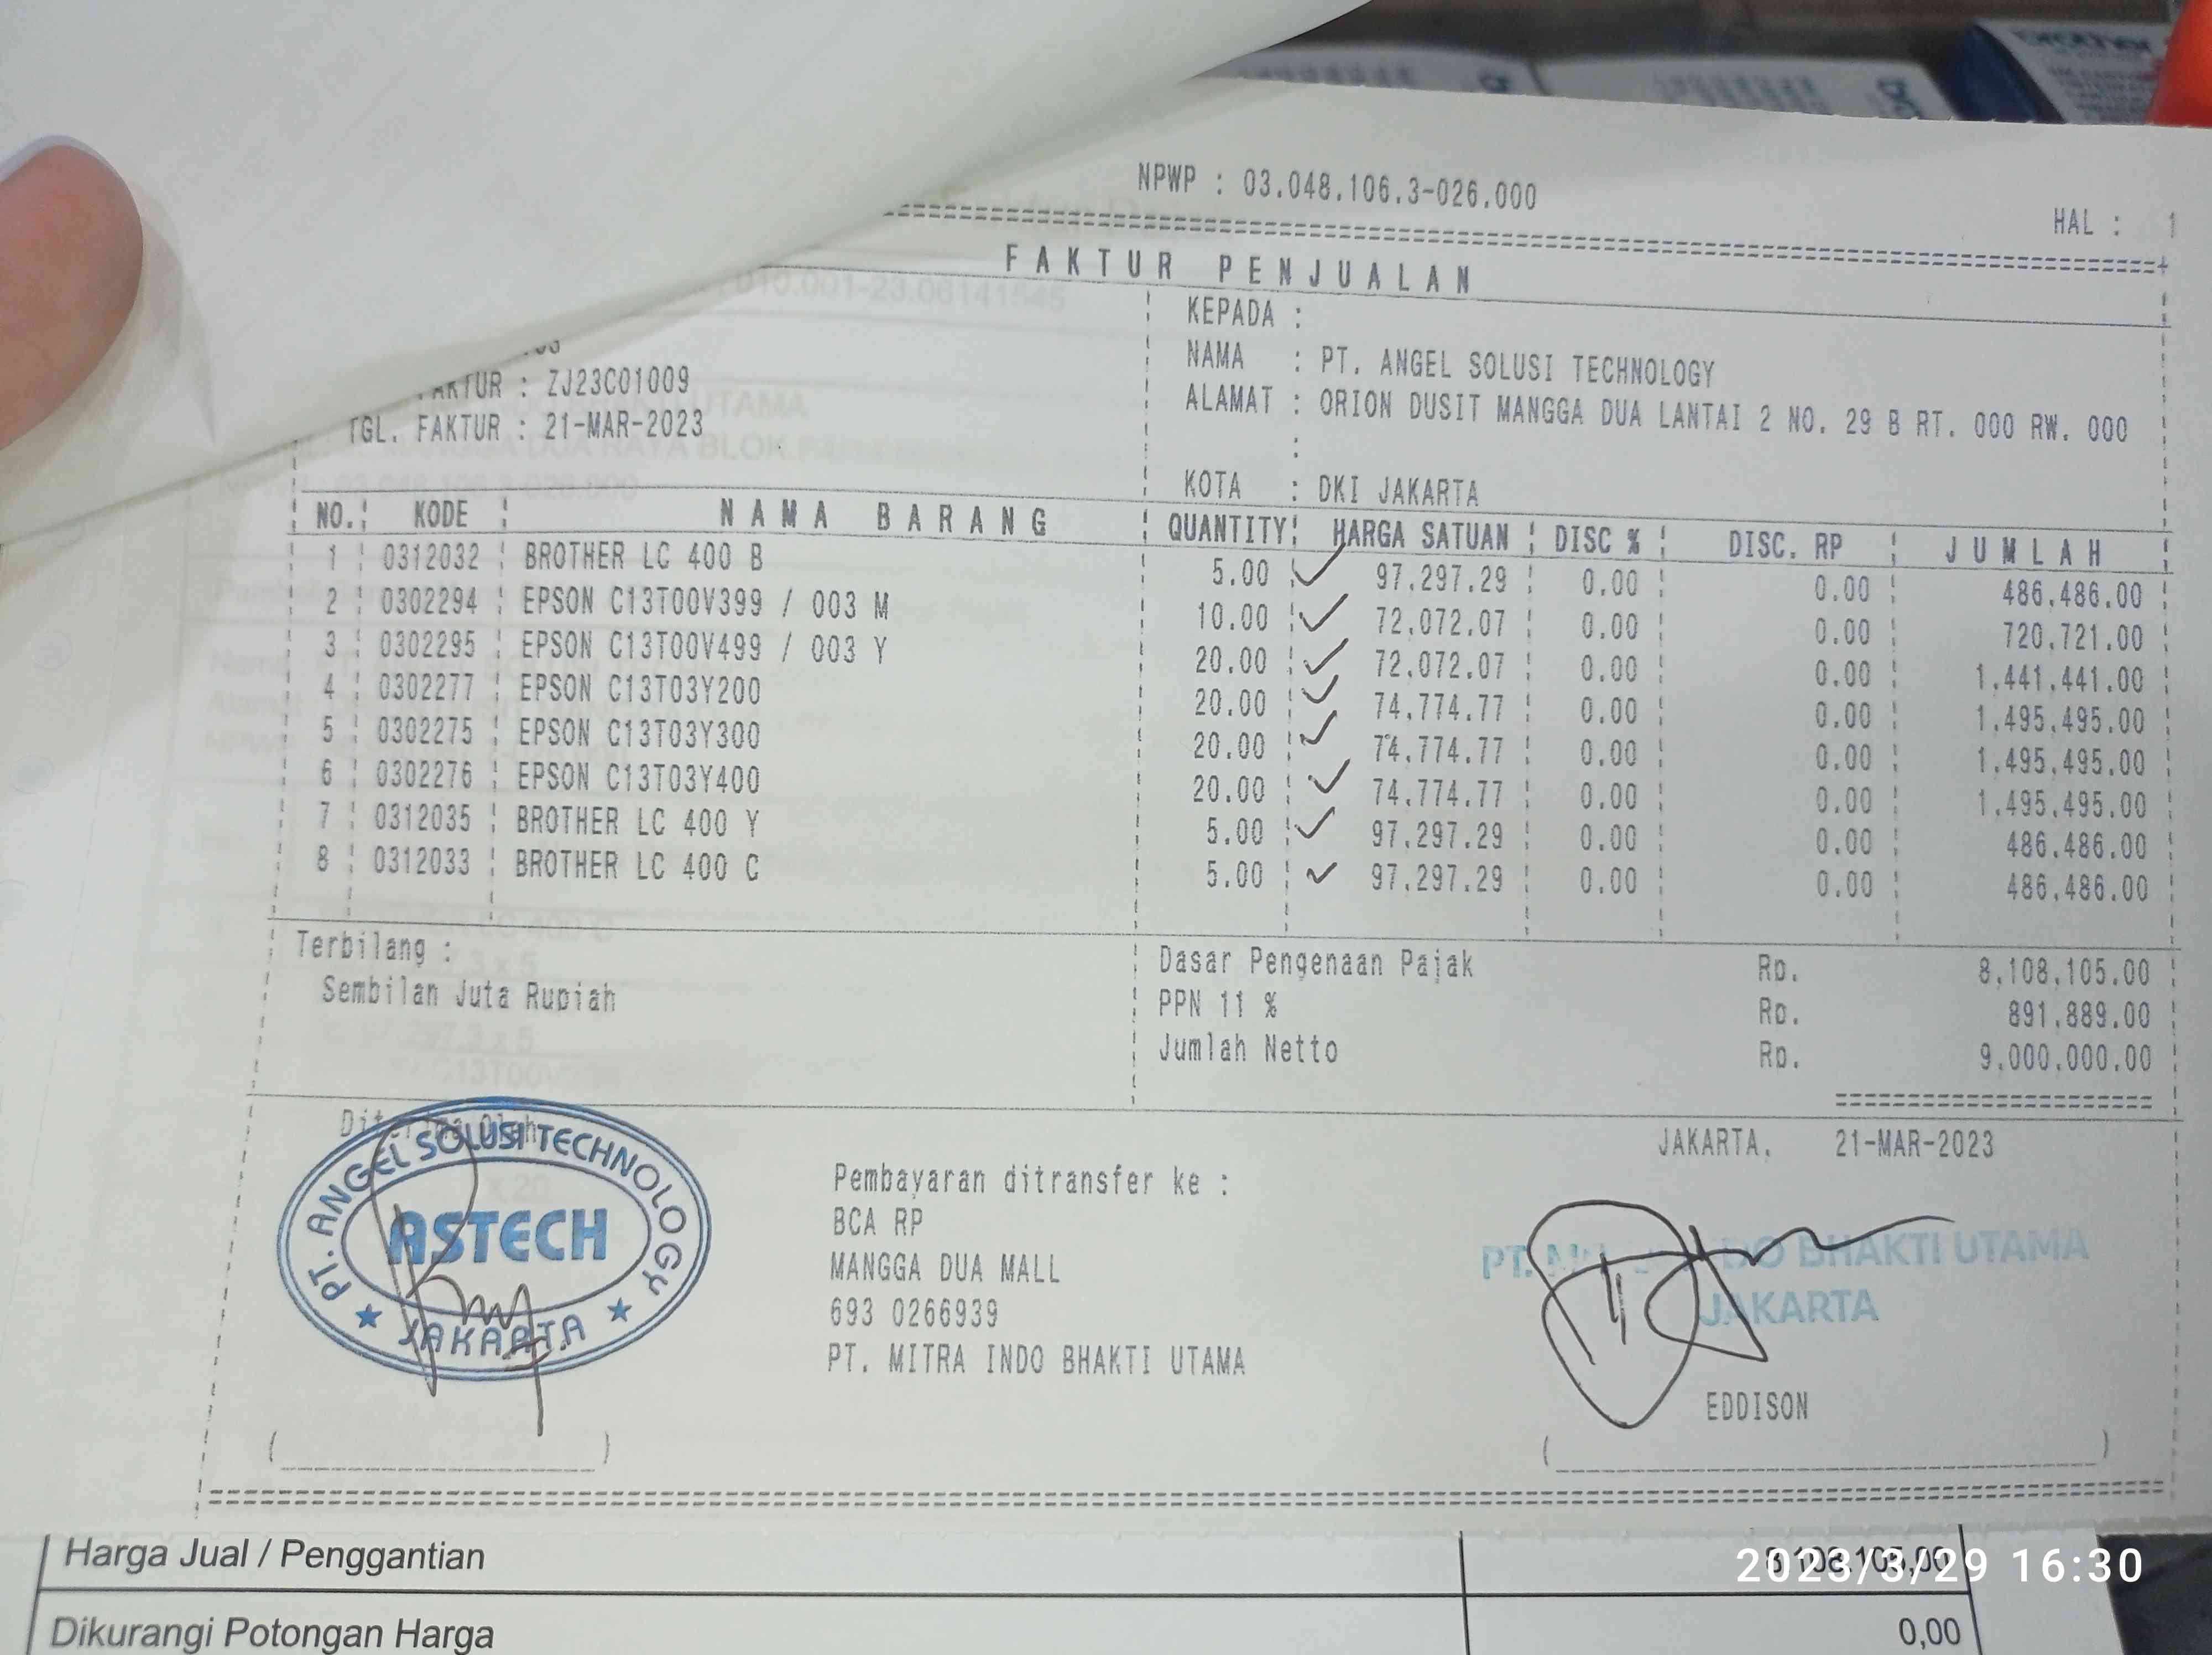 NPWP : 03.048.106.3-026.000
HAL : 1
FAKTUR PENJUALAN
KEPADA :
NAMA : PT. ANGEL SOLUSI TECHNOLOGY
FAKTUR : ZJ23C01009
ALAMAT : ORION DUSIT MANGGA DUA LANTAI 2 NO. 29 B RT. 000 RW. 000
TGL. FAKTUR : 21-MAR-2023
:
KOTA : DKI JAKARTA
NO. KODE NAMA BARANG QUANTITY HARGA SATUAN DISC % DISC. RP JUMLAH
1 0312032 BROTHER LC 400 B 5.00 97.297.29 0.00 0.00 486.486.00
2 0302294 EPSON C13T00V399 / 003 M 10.00 72.072.07 0.00 0.00 720.721.00
3 0302295 EPSON C13T00V499 / 003 Y 20.00 72.072.07 0.00 0.00 1.441.441.00
4 0302277 EPSON C13T03Y200 20.00 74.774.77 0.00 0.00 1.495.495.00
5 0302275 EPSON C13T03Y300 20.00 74.774.77 0.00 0.00 1.495.495.00
6 0302276 EPSON C13T03Y400 20.00 74.774.77 0.00 0.00 1.495.495.00
7 0312035 BROTHER LC 400 Y 5.00 97.297.29 0.00 0.00 486.486.00
8 0312033 BROTHER LC 400 C 5.00 97.297.29 0.00 0.00 486.486.00
Terbilang :
Sembilan Juta Rupiah
Dasar Pengenaan Pajak Rp. 8,108,105.00
PPN 11 % Rp. 891,889.00
Jumlah Netto Rp. 9,000,000.00
Diterima Oleh
PT. ANGEL SOLUSI TECHNOLOGY
ASTECH
JAKARTA
Pembayaran ditransfer ke :
BCA RP
MANGGA DUA MALL
693 0266939
PT. MITRA INDO BHAKTI UTAMA
JAKARTA, 21-MAR-2023
PT. BHAKTI UTAMA
JAKARTA
EDDISON
Harga Jual / Penggantian 8.108.105,00
Dikurangi Potongan Harga 0,00
2023/3/29 16:30